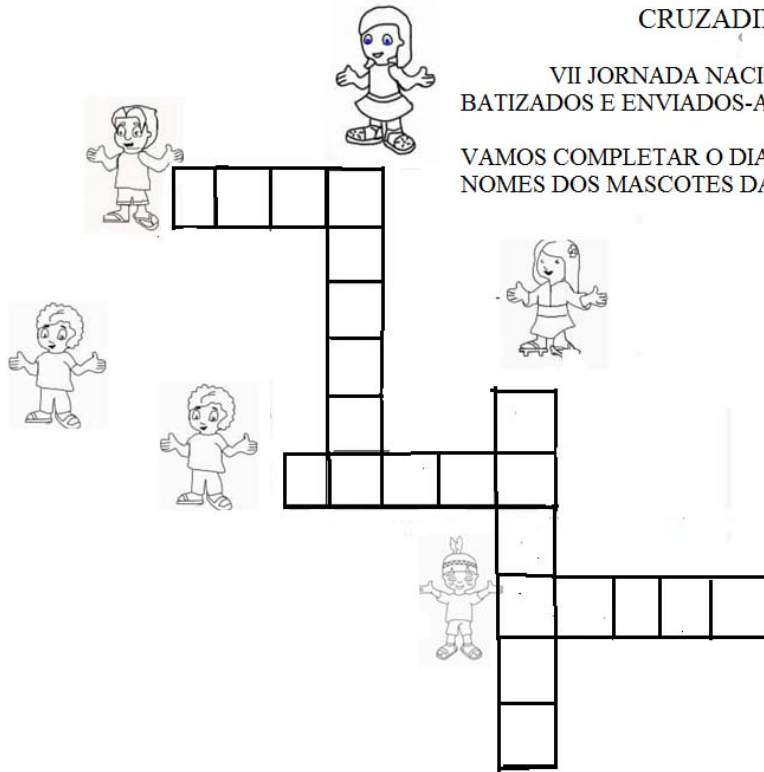 CRUZADI
VII JORNADA NACI
BATIZADOS E ENVIADOS-A
VAMOS COMPLETAR O DIA
NOMES DOS MASCOTES DA